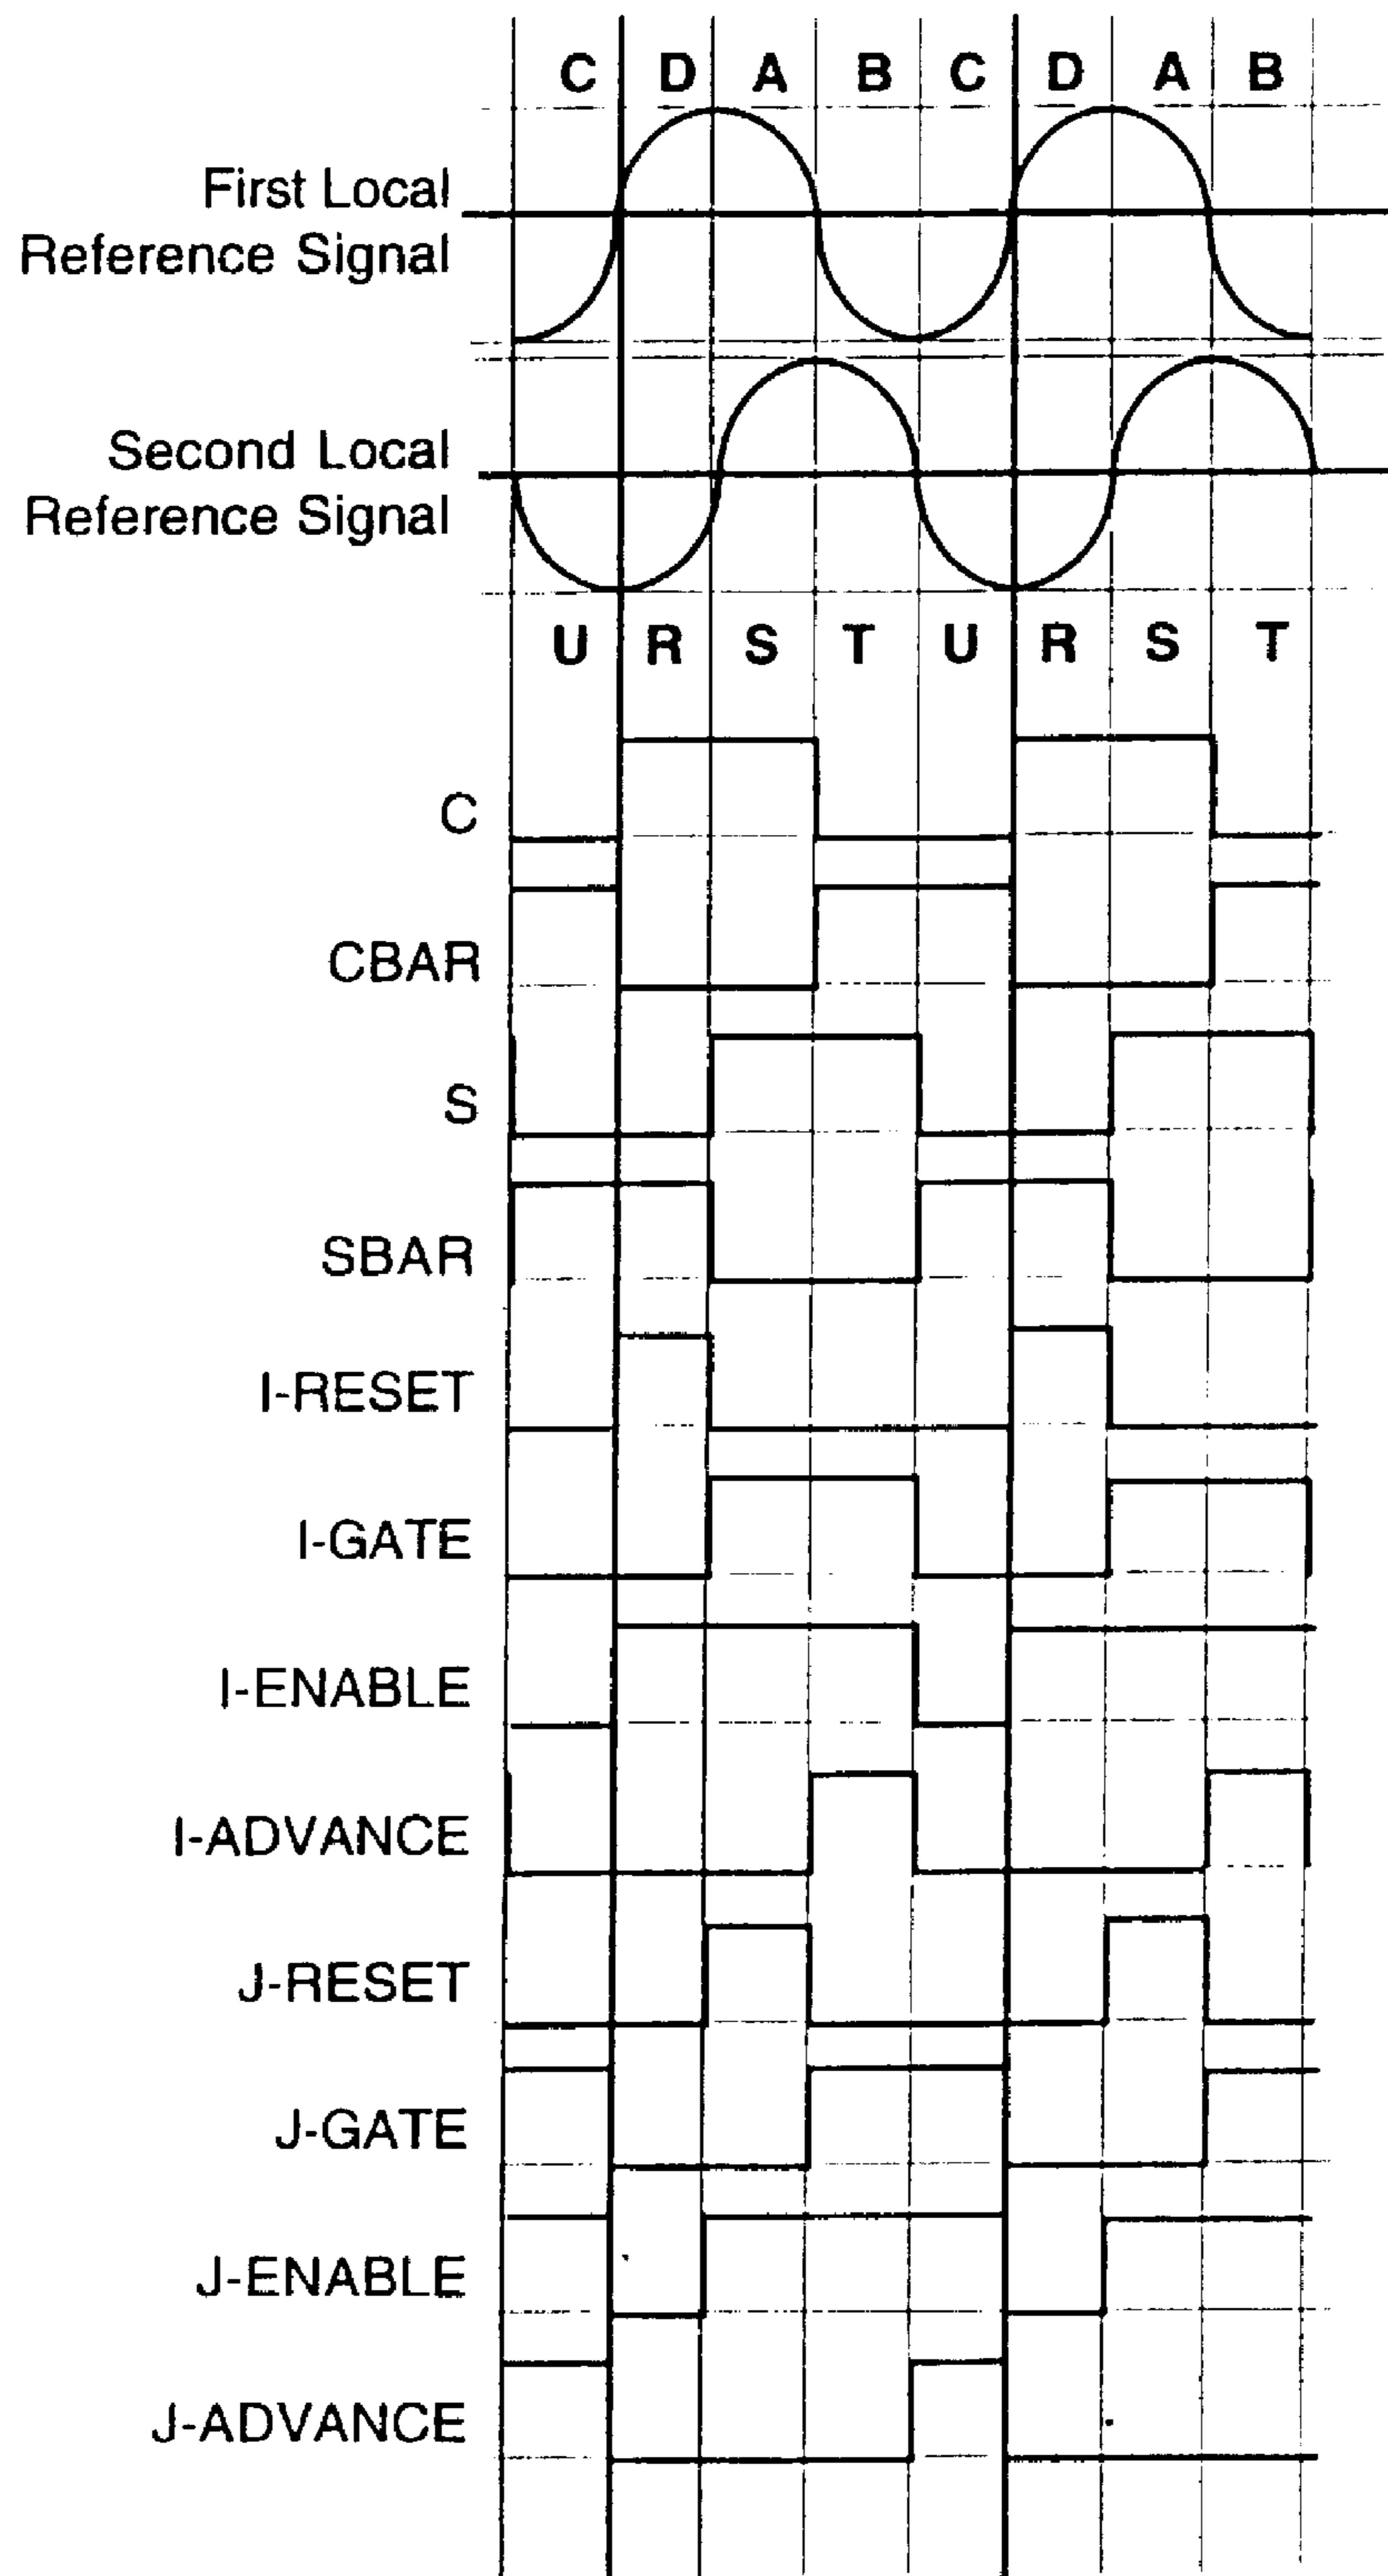 C D A B C D A B
First Local
Reference Signal
Second Local
Reference Signal
U R S T U R S T
C
CBAR
S
SBAR
I-RESET
I-GATE
I-ENABLE
I-ADVANCE
J-RESET
J-GATE
J-ENABLE
J-ADVANCE